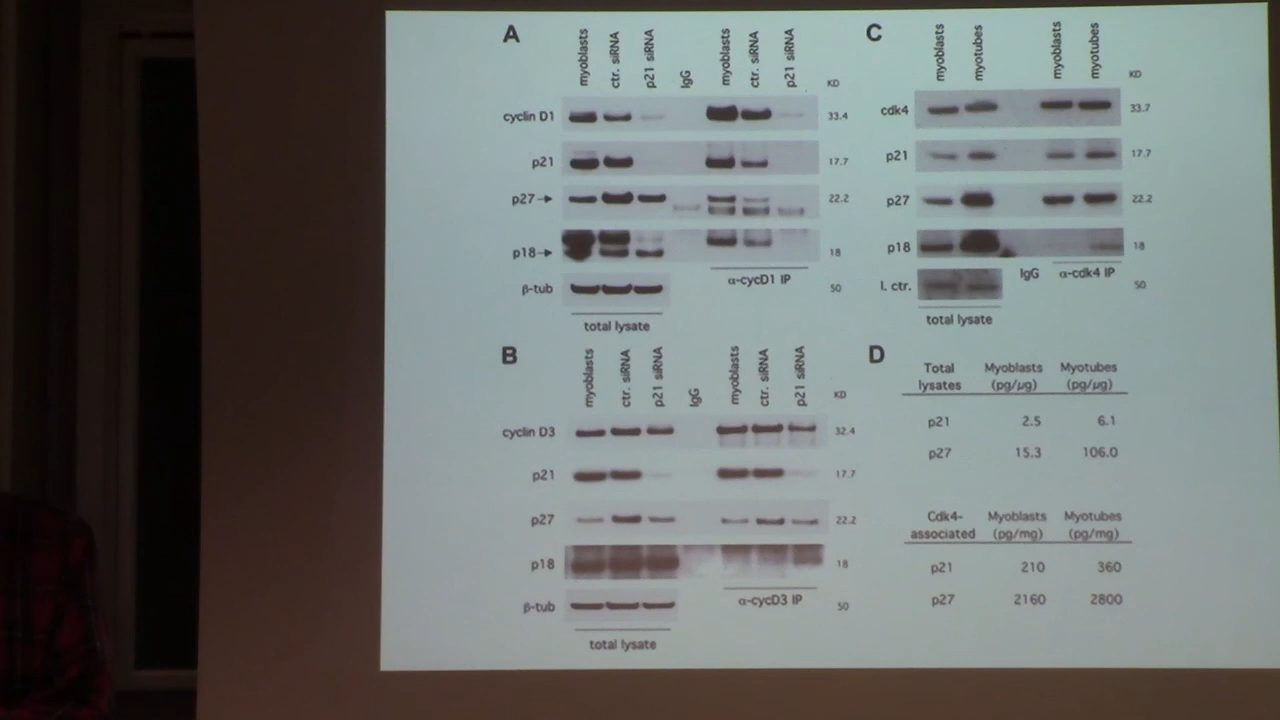 A
myoblasts
ctr. siRNA
p21 siRNA
IgG
myoblasts
ctr. siRNA
p21 siRNA
KD
cyclin D1
33.4
p21
17.7
p27→
22.2
p18→
18
α-cycD1 IP
β-tub
50
total lysate
B
myoblasts
ctr. siRNA
p21 siRNA
IgG
myoblasts
ctr. siRNA
p21 siRNA
KD
cyclin D3
32.4
p21
17.7
p27
22.2
p18
18
α-cycD3 IP
β-tub
50
total lysate
C
myoblasts
myotubes
myoblasts
myotubes
KD
cdk4
33.7
p21
17.7
p27
22.2
p18
18
IgG
α-cdk4 IP
l. ctr.
50
total lysate
D
Total Myoblasts Myotubes
lysates (pg/µg) (pg/µg)
p21 2.5 6.1
p27 15.3 106.0
Cdk4- Myoblasts Myotubes
associated (pg/mg) (pg/mg)
p21 210 360
p27 2160 2800